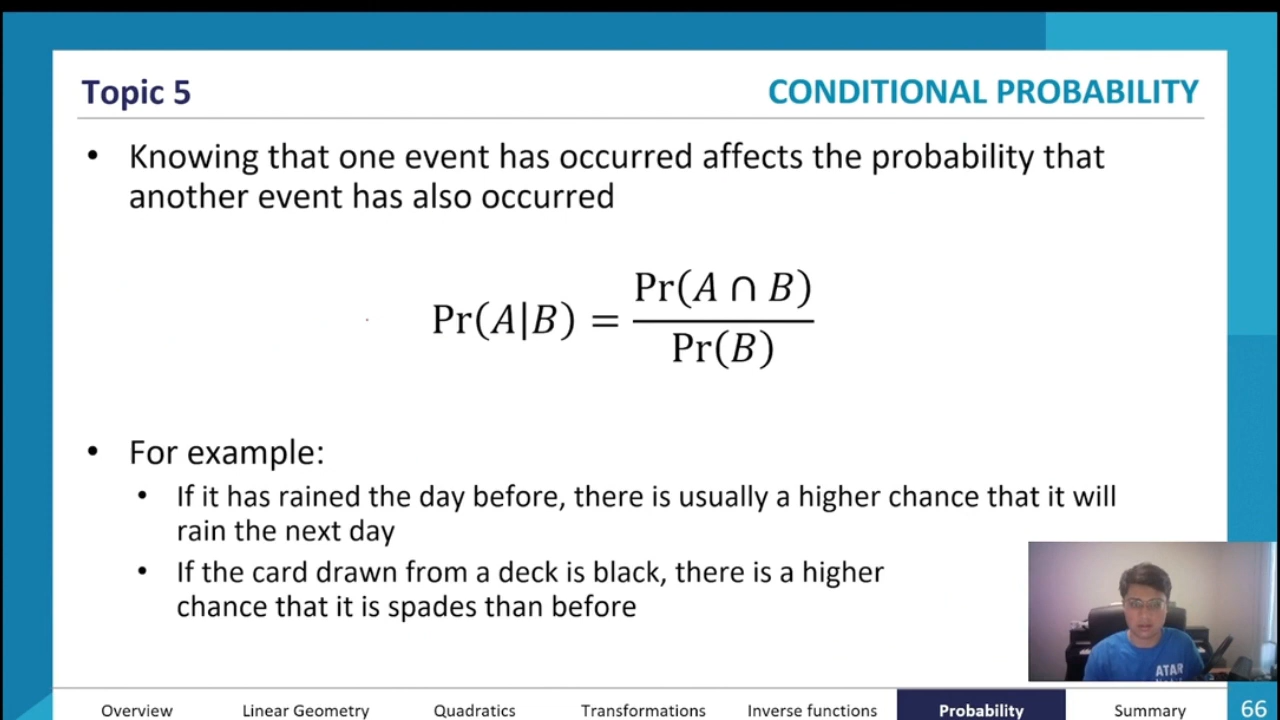 Topic 5
CONDITIONAL PROBABILITY
• Knowing that one event has occurred affects the probability that
another event has also occurred
Pr(A|B) = Pr(A ∩ B) / Pr(B)
• For example:
• If it has rained the day before, there is usually a higher chance that it will
rain the next day
• If the card drawn from a deck is black, there is a higher
chance that it is spades than before
ATAR
Overview
Linear Geometry
Quadratics
Transformations
Inverse functions
Probability
Summary
66